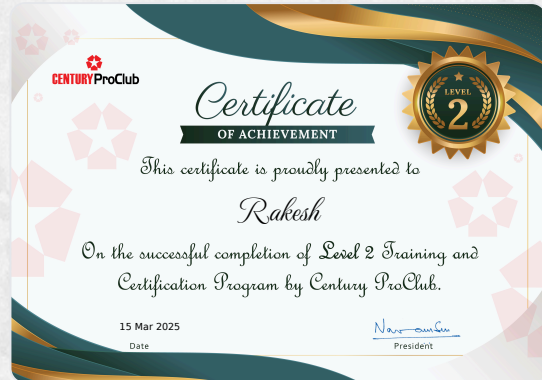 CENTURY ProClub
LEVEL
2
Certificate
OF ACHIEVEMENT
This certificate is proudly presented to
Rakesh
On the successful completion of Level 2 Training and
Certification Program by Century ProClub.
15 Mar 2025
Date
President